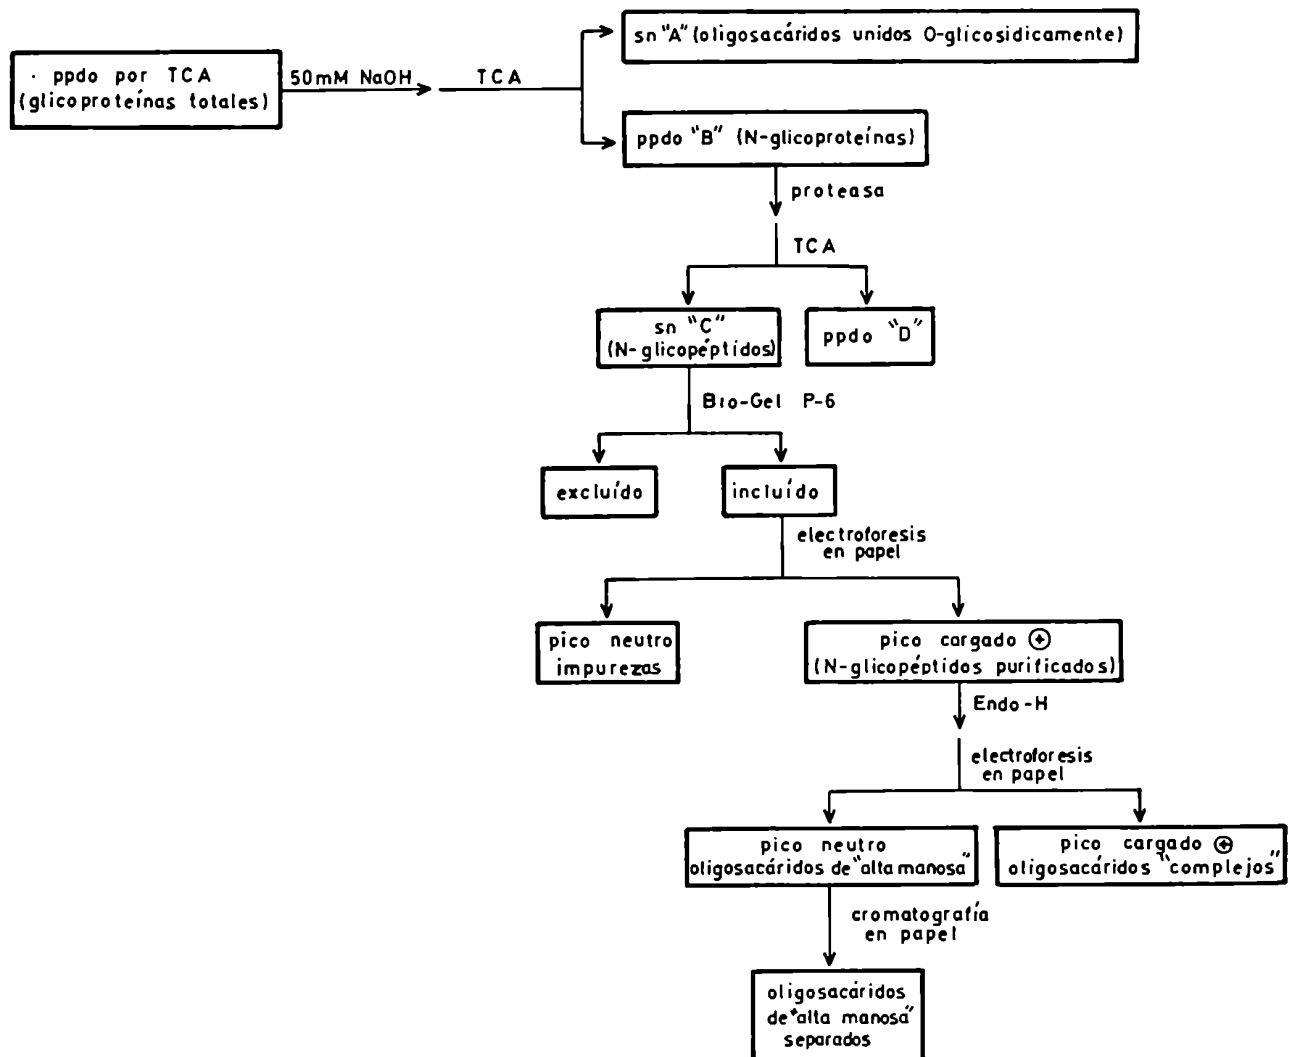 sn "A" (oligosacáridos unidos O-glicosidicamente)
· ppdo por TCA
(glicoproteínas totales)
50mM NaOH
TCA
ppdo "B" (N-glicoproteínas)
proteasa
TCA
sn "C"
(N-glicopéptidos)
ppdo "D"
Bio-Gel P-6
excluído
incluído
electroforesis
en papel
pico neutro
impurezas
pico cargado ⊕
(N-glicopéptidos purificados)
Endo-H
electroforesis
en papel
pico neutro
oligosacáridos de "alta manosa"
pico cargado ⊕
oligosacáridos "complejos"
cromatografía
en papel
oligosacáridos
de "alta manosa"
separados